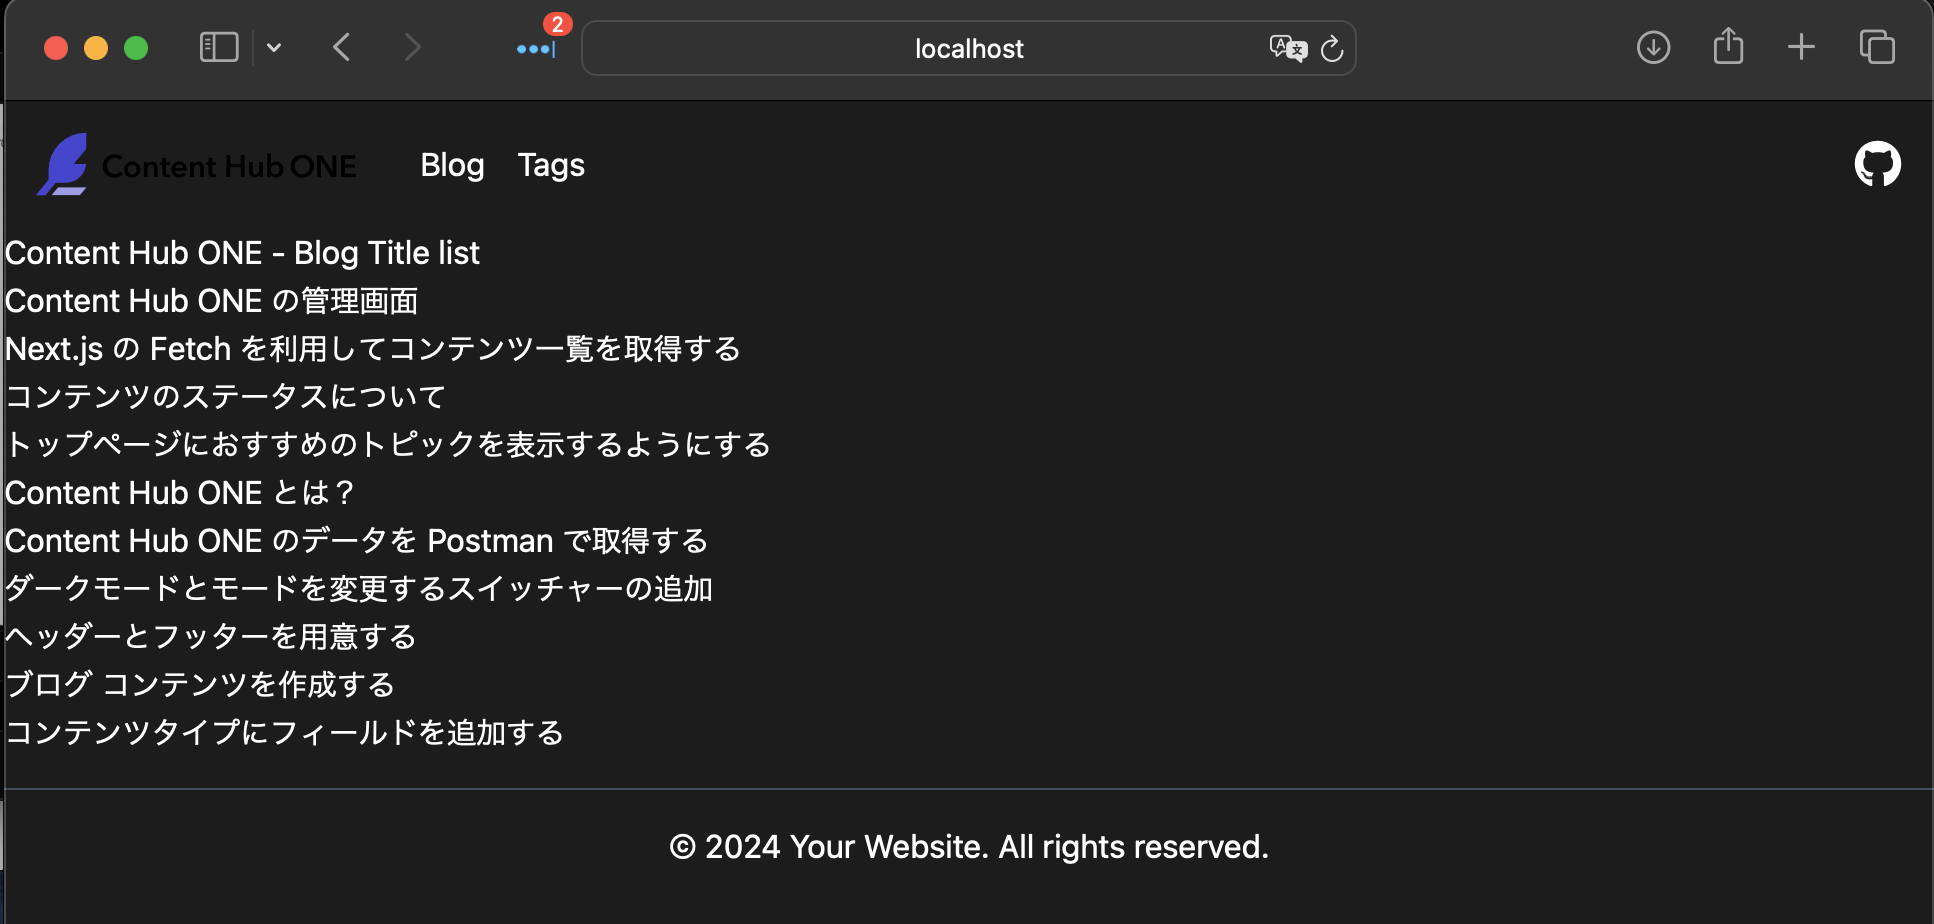 2
localhost
Content Hub ONE Blog Tags
Content Hub ONE - Blog Title list
Content Hub ONE の管理画面
Next.js の Fetch を利用してコンテンツ一覧を取得する
コンテンツのステータスについて
トップページにおすすめのトピックを表示するようにする
Content Hub ONE とは？
Content Hub ONE のデータを Postman で取得する
ダークモードとモードを変更するスイッチャーの追加
ヘッダーとフッターを用意する
ブログ コンテンツを作成する
コンテンツタイプにフィールドを追加する
© 2024 Your Website. All rights reserved.